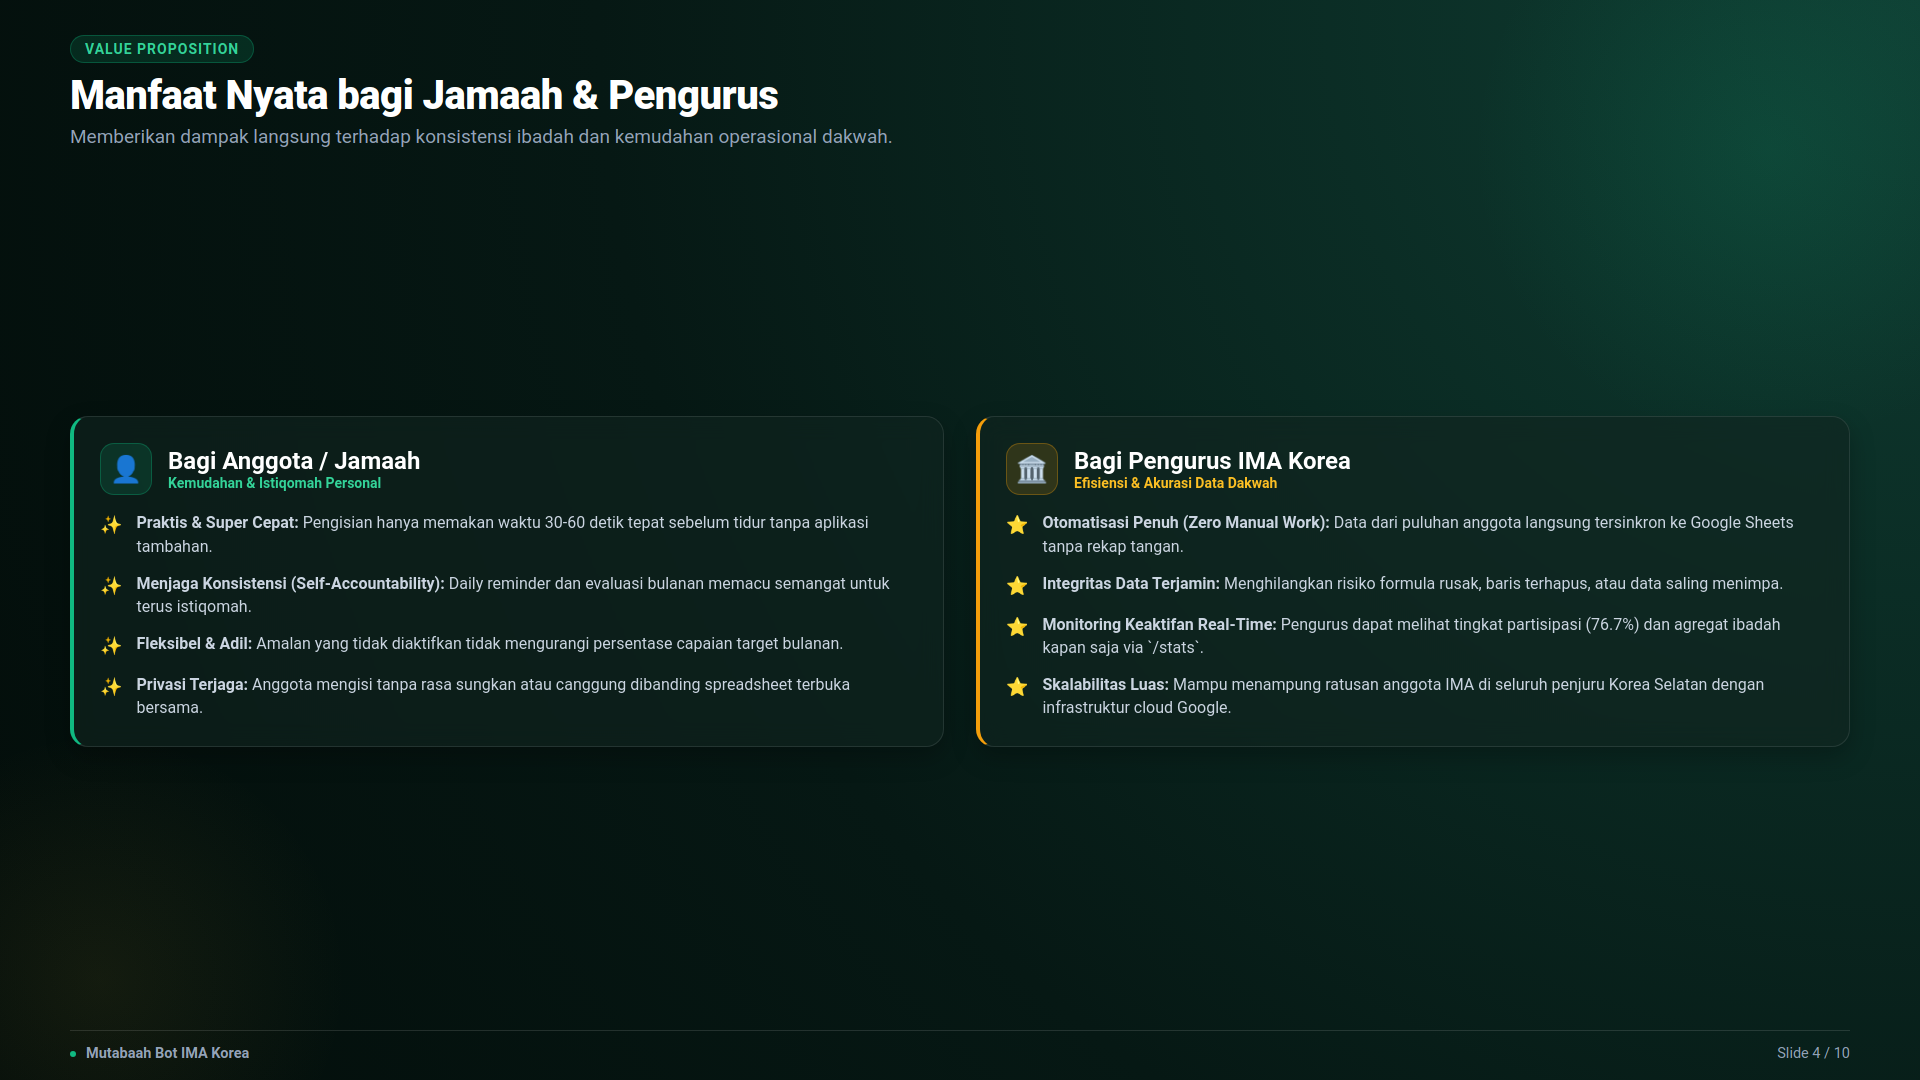 VALUE PROPOSITION
Manfaat Nyata bagi Jamaah & Pengurus
Memberikan dampak langsung terhadap konsistensi ibadah dan kemudahan operasional dakwah.
Bagi Anggota / Jamaah
Kemudahan & Istiqomah Personal
Praktis & Super Cepat: Pengisian hanya memakan waktu 30-60 detik tepat sebelum tidur tanpa aplikasi
tambahan.
Menjaga Konsistensi (Self-Accountability): Daily reminder dan evaluasi bulanan memacu semangat untuk
terus istiqomah.
Fleksibel & Adil: Amalan yang tidak diaktifkan tidak mengurangi persentase capaian target bulanan.
Privasi Terjaga: Anggota mengisi tanpa rasa sungkan atau canggung dibanding spreadsheet terbuka
bersama.
Bagi Pengurus IMA Korea
Efisiensi & Akurasi Data Dakwah
Otomatisasi Penuh (Zero Manual Work): Data dari puluhan anggota langsung tersinkron ke Google Sheets
tanpa rekap tangan.
Integritas Data Terjamin: Menghilangkan risiko formula rusak, baris terhapus, atau data saling menimpa.
Monitoring Keaktifan Real-Time: Pengurus dapat melihat tingkat partisipasi (76.7%) dan agregat ibadah
kapan saja via `/stats`.
Skalabilitas Luas: Mampu menampung ratusan anggota IMA di seluruh penjuru Korea Selatan dengan
infrastruktur cloud Google.
Mutabaah Bot IMA Korea
Slide 4 / 10